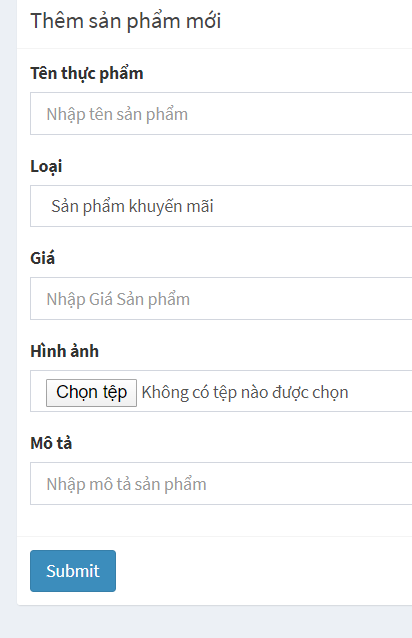 Thêm sản phẩm mới
Tên thực phẩm
Nhập tên sản phẩm
Loại
Sản phẩm khuyến mãi
Giá
Nhập Giá Sản phẩm
Hình ảnh
Chọn tệp Không có tệp nào được chọn
Mô tả
Nhập mô tả sản phẩm
Submit